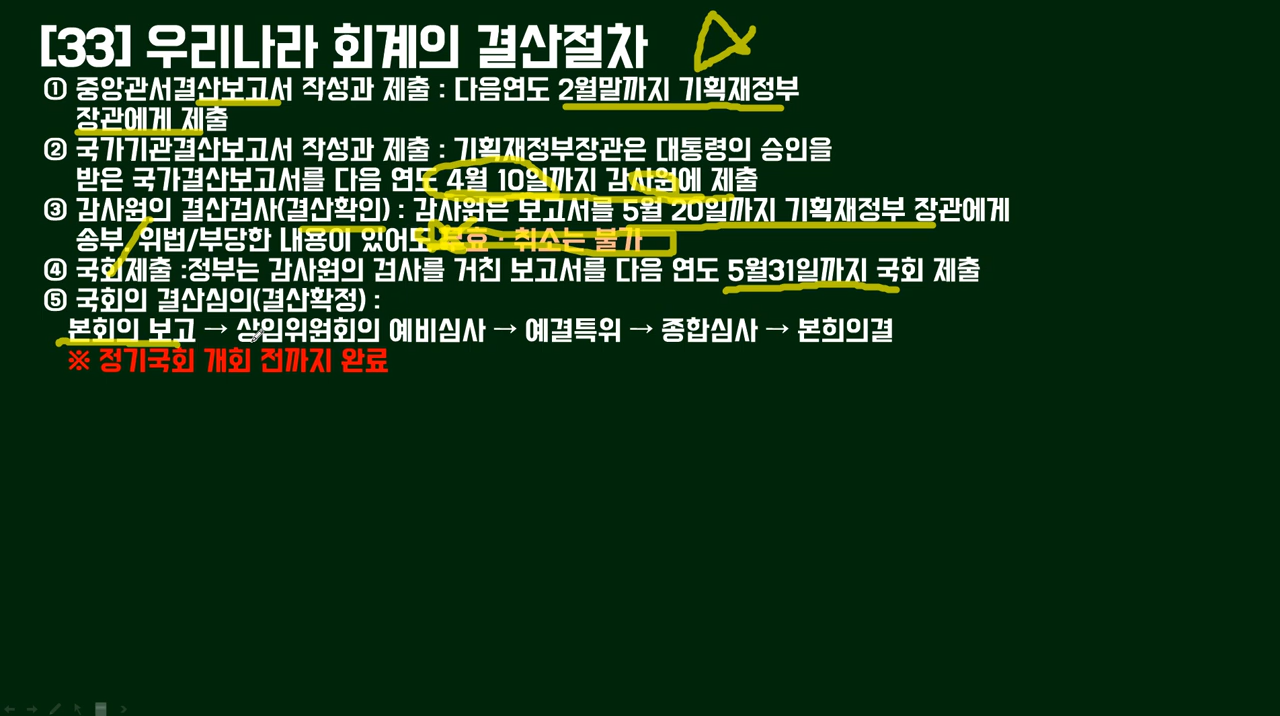 [33] 우리나라 회계의 결산절차
① 중앙관서결산보고서 작성과 제출 : 다음연도 2월말까지 기획재정부
장관에게 제출
② 국가기관결산보고서 작성과 제출 : 기획재정부장관은 대통령의 승인을
받은 국가결산보고서를 다음 연도 4월 10일까지 감사원에 제출
③ 감사원의 결산검사(결산확인) : 감사원은 보고서를 5월 20일까지 기획재정부 장관에게
송부, 위법/부당한 내용이 있어도 무효·취소는 불가
④ 국회제출 :정부는 감사원의 검사를 거친 보고서를 다음 연도 5월31일까지 국회 제출
⑤ 국회의 결산심의(결산확정) :
본회의 보고 → 상임위원회의 예비심사 → 예결특위 → 종합심사 → 본희의결
※ 정기국회 개회 전까지 완료